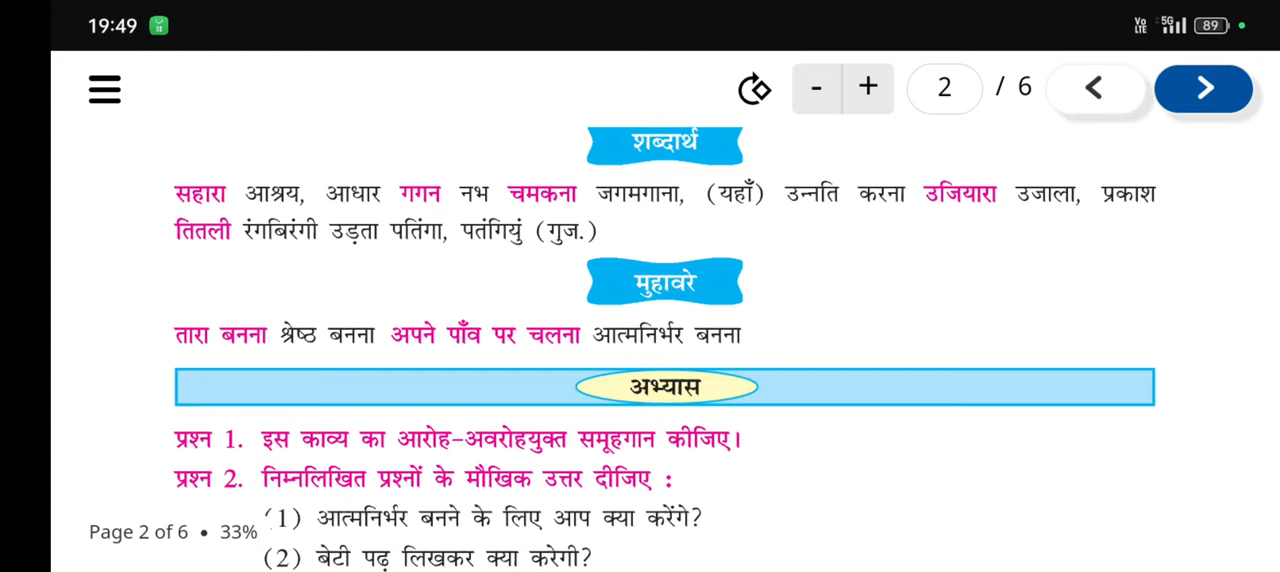 19:49 Vo LTE 5G 89
- + 2 / 6
शब्दार्थ
सहारा आश्रय, आधार गगन नभ चमकना जगमगाना, (यहाँ) उन्नति करना उजियारा उजाला, प्रकाश
तितली रंगबिरंगी उड़ता पतिंगा, पतंगियुं (गुज.)
मुहावरे
तारा बनना श्रेष्ठ बनना अपने पाँव पर चलना आत्मनिर्भर बनना
अभ्यास
प्रश्न 1. इस काव्य का आरोह-अवरोहयुक्त समूहगान कीजिए।
प्रश्न 2. निम्नलिखित प्रश्नों के मौखिक उत्तर दीजिए :
(1) आत्मनिर्भर बनने के लिए आप क्या करेंगे?
Page 2 of 6 • 33%
(2) बेटी पढ़ लिखकर क्या करेगी?